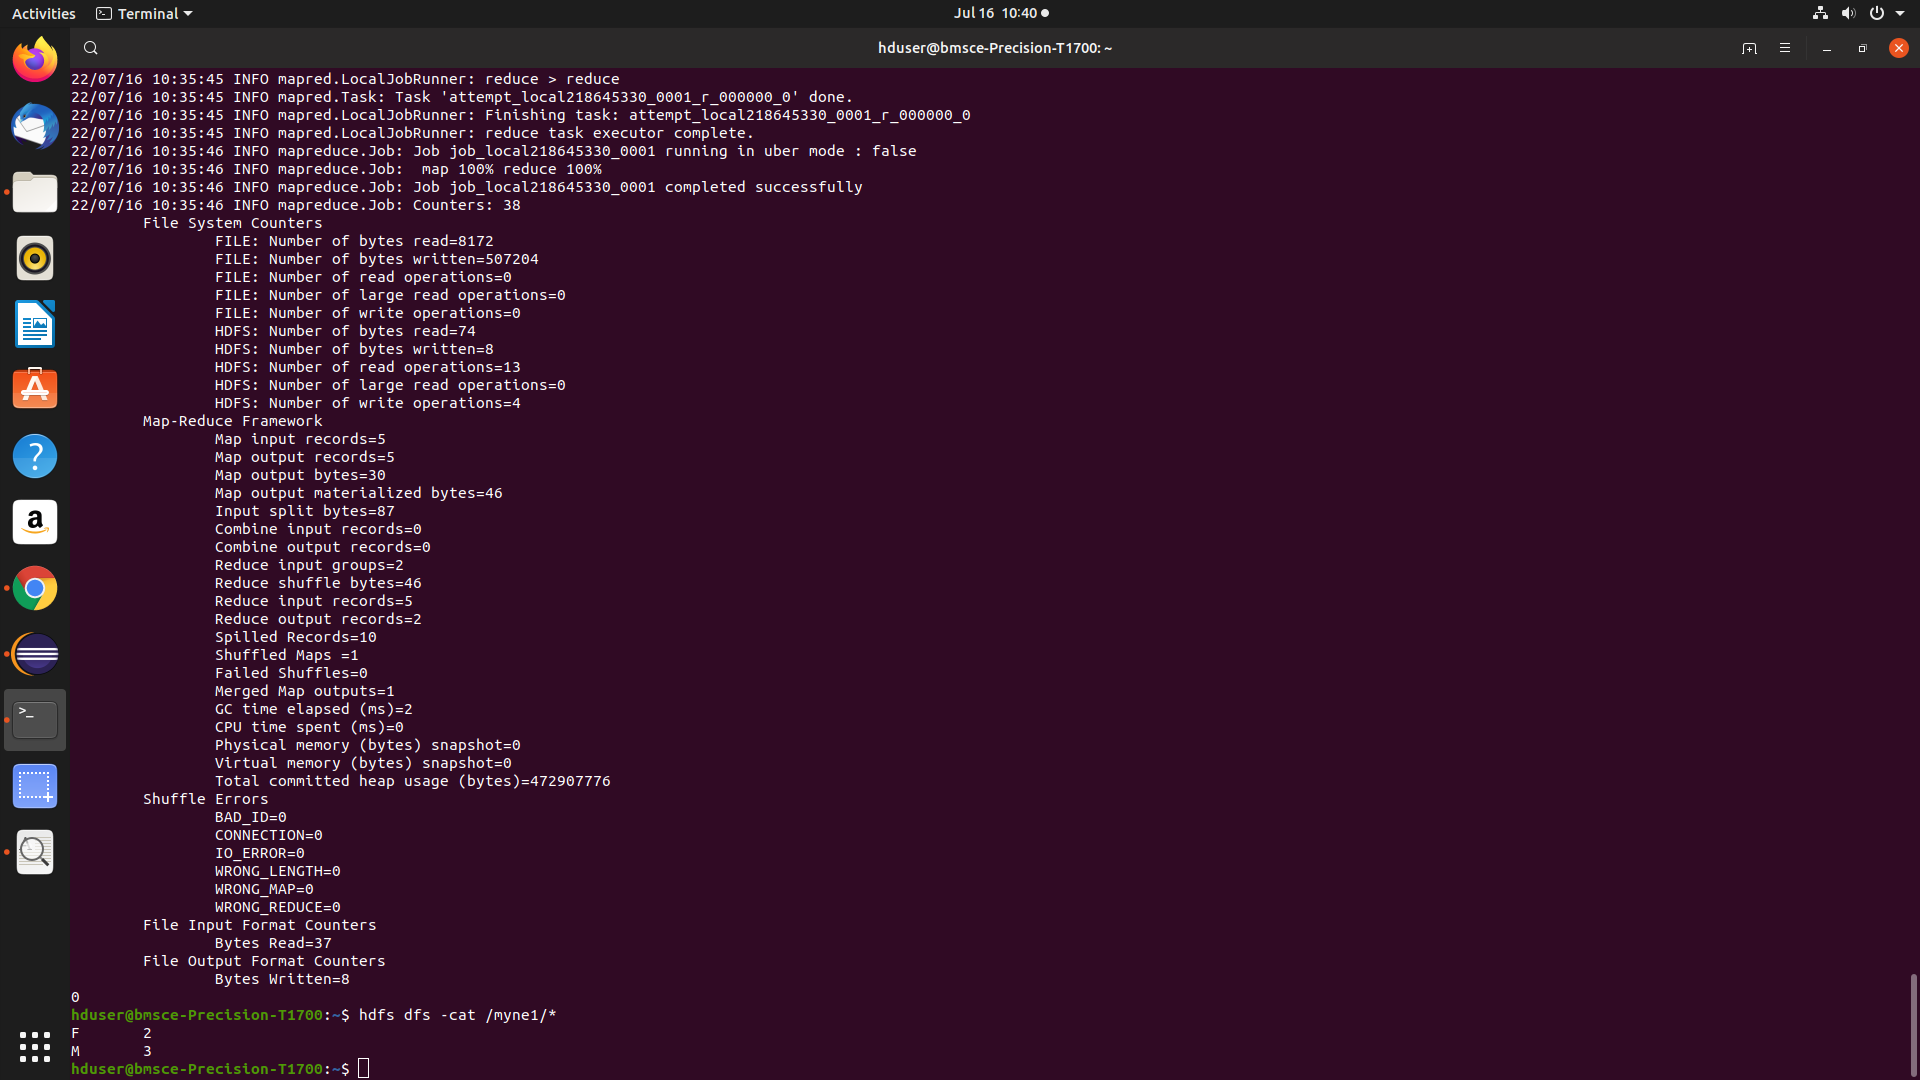 Activities Terminal Jul 16 10:40
hduser@bmsce-Precision-T1700: ~
22/07/16 10:35:45 INFO mapred.LocalJobRunner: reduce > reduce
22/07/16 10:35:45 INFO mapred.Task: Task 'attempt_local218645330_0001_r_000000_0' done.
22/07/16 10:35:45 INFO mapred.LocalJobRunner: Finishing task: attempt_local218645330_0001_r_000000_0
22/07/16 10:35:45 INFO mapred.LocalJobRunner: reduce task executor complete.
22/07/16 10:35:46 INFO mapreduce.Job: Job job_local218645330_0001 running in uber mode : false
22/07/16 10:35:46 INFO mapreduce.Job:  map 100% reduce 100%
22/07/16 10:35:46 INFO mapreduce.Job: Job job_local218645330_0001 completed successfully
22/07/16 10:35:46 INFO mapreduce.Job: Counters: 38
File System Counters
FILE: Number of bytes read=8172
FILE: Number of bytes written=507204
FILE: Number of read operations=0
FILE: Number of large read operations=0
FILE: Number of write operations=0
HDFS: Number of bytes read=74
HDFS: Number of bytes written=8
HDFS: Number of read operations=13
HDFS: Number of large read operations=0
HDFS: Number of write operations=4
Map-Reduce Framework
Map input records=5
Map output records=5
Map output bytes=30
Map output materialized bytes=46
Input split bytes=87
Combine input records=0
Combine output records=0
Reduce input groups=2
Reduce shuffle bytes=46
Reduce input records=5
Reduce output records=2
Spilled Records=10
Shuffled Maps =1
Failed Shuffles=0
Merged Map outputs=1
GC time elapsed (ms)=2
CPU time spent (ms)=0
Physical memory (bytes) snapshot=0
Virtual memory (bytes) snapshot=0
Total committed heap usage (bytes)=472907776
Shuffle Errors
BAD_ID=0
CONNECTION=0
IO_ERROR=0
WRONG_LENGTH=0
WRONG_MAP=0
WRONG_REDUCE=0
File Input Format Counters
Bytes Read=37
File Output Format Counters
Bytes Written=8
0
hduser@bmsce-Precision-T1700:~$ hdfs dfs -cat /myne1/*
F 2
M 3
hduser@bmsce-Precision-T1700:~$